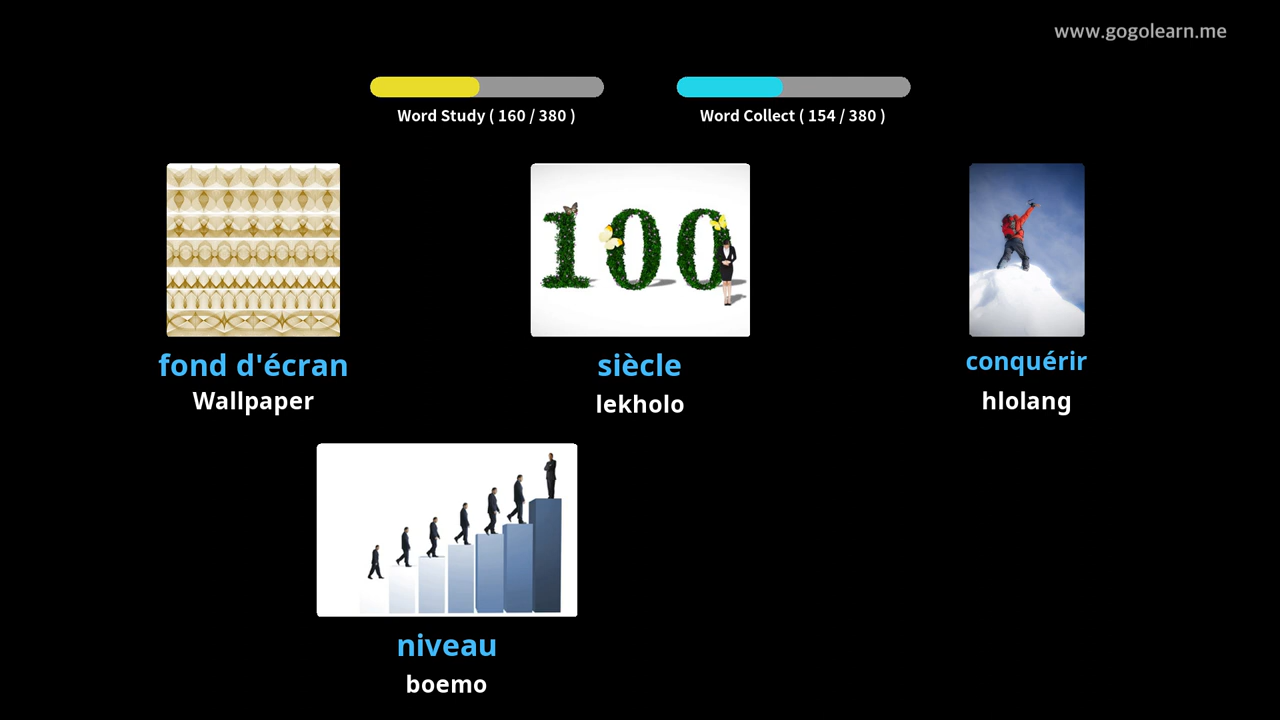 www.gogolearn.me
Word Study ( 160 / 380 )
Word Collect ( 154 / 380 )
100
fond d'écran
Wallpaper
siècle
lekholo
conquérir
hlolang
niveau
boemo